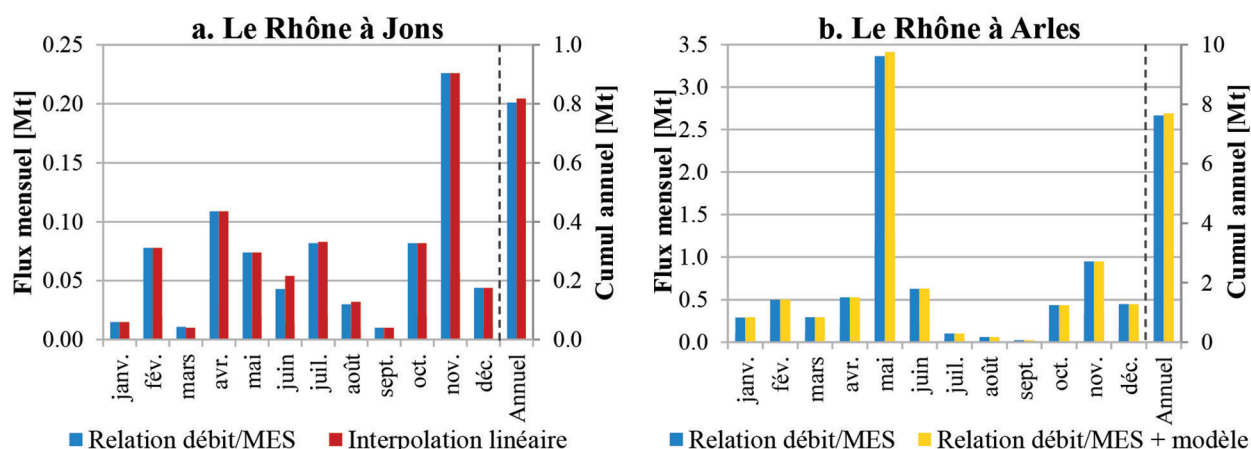 a. Le Rhône à Jons
Flux mensuel [Mt]
0.25
0.20
0.15
0.10
0.05
0.00
1.0
0.8
0.6
0.4
0.2
0.0
Cumul annuel [Mt]
janv.
fév.
mars
avr.
mai
juin
juil.
août
sept.
oct.
nov.
déc.
Annuel
Relation débit/MES
Interpolation linéaire
b. Le Rhône à Arles
Flux mensuel [Mt]
3.5
3.0
2.5
2.0
1.5
1.0
0.5
0.0
10
8
6
4
2
0
Cumul annuel [Mt]
janv.
fév.
mars
avr.
mai
juin
juil.
août
sept.
oct.
nov.
déc.
Annuel
Relation débit/MES
Relation débit/MES + modèle